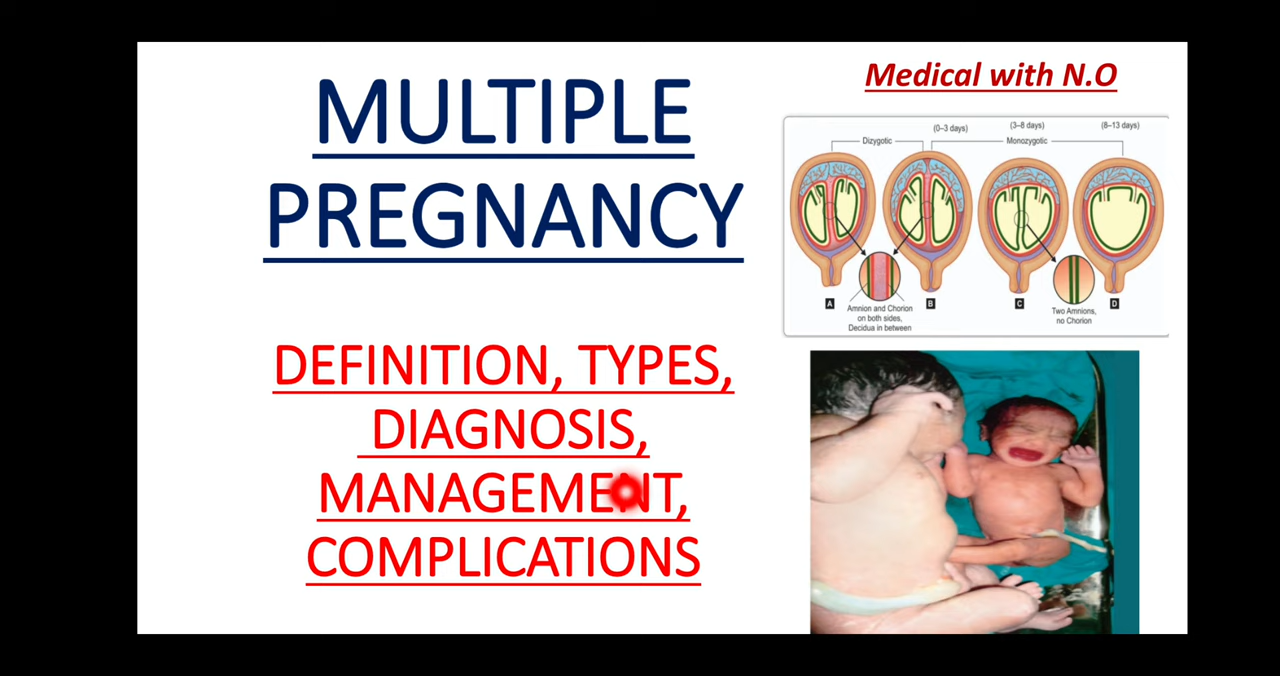 MULTIPLE
PREGNANCY
DEFINITION, TYPES,
DIAGNOSIS,
MANAGEMENT,
COMPLICATIONS
Medical with N.O
(0–3 days)
(3–8 days)
(8–13 days)
Dizygotic
Monozygotic
A
B
C
D
Amnion and Chorion
on both sides,
Decidua in between
Two Amnions,
no Chorion